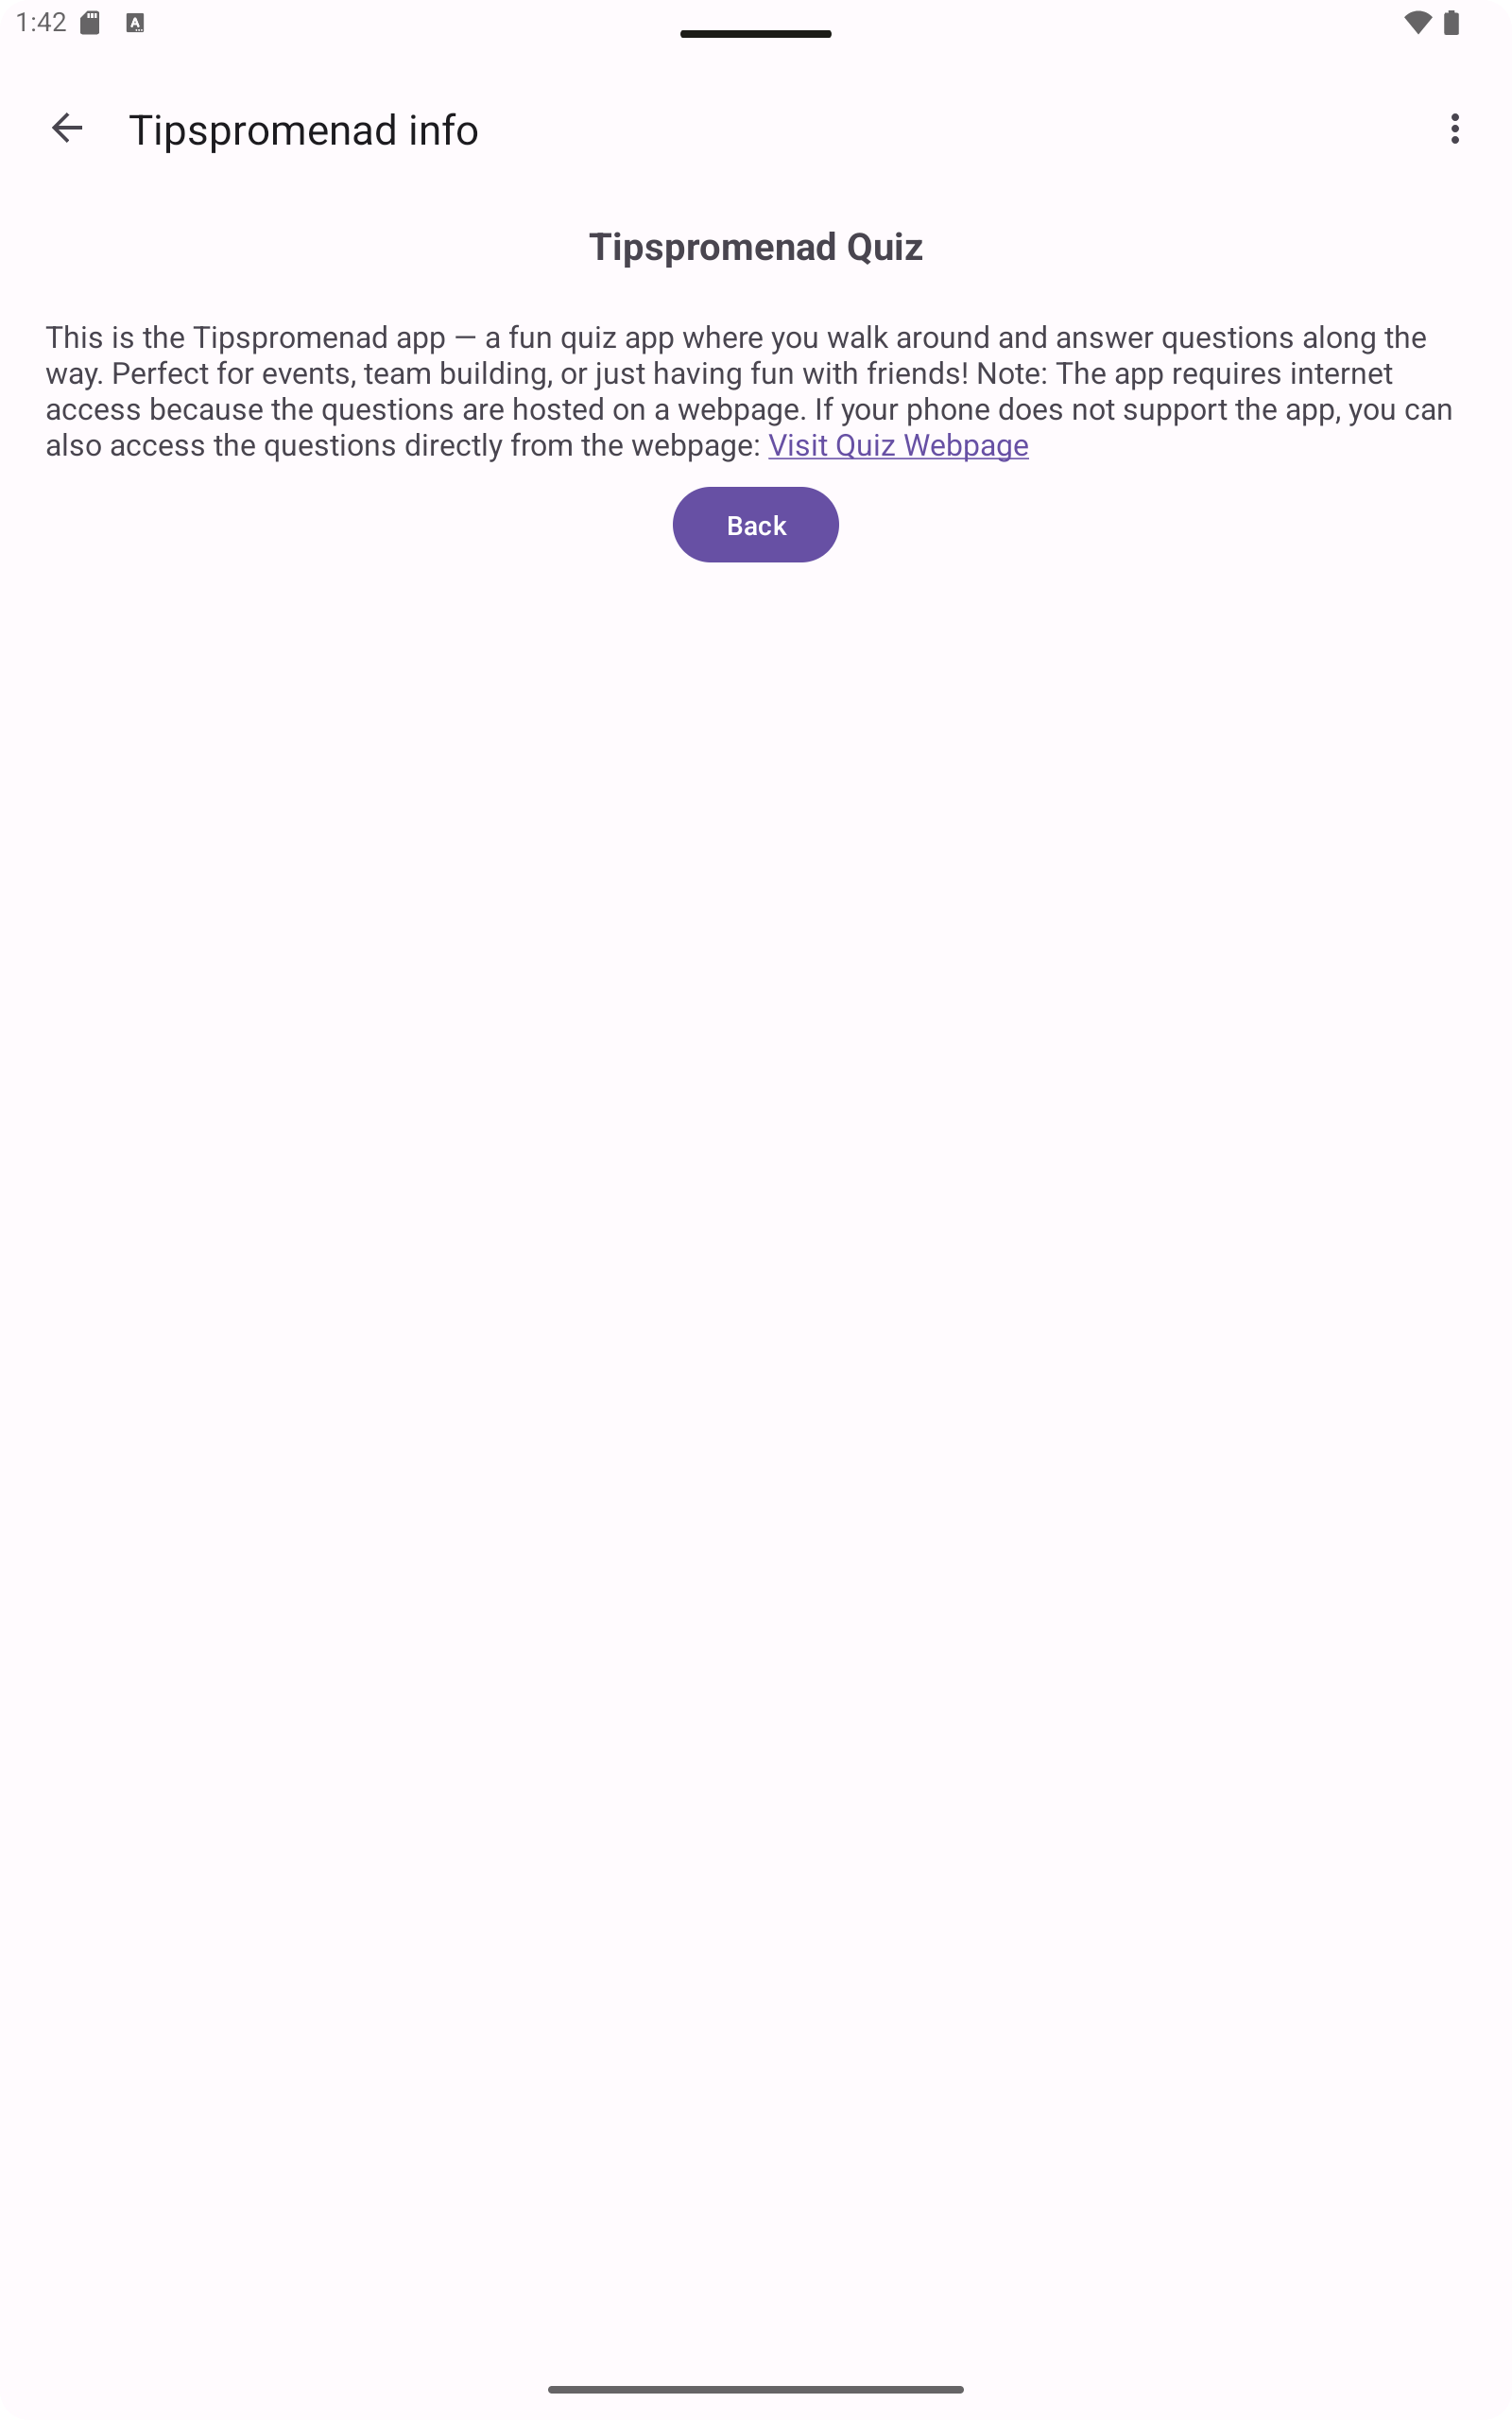 1:42
Tipspromenad info
Tipspromenad Quiz
This is the Tipspromenad app — a fun quiz app where you walk around and answer questions along the
way. Perfect for events, team building, or just having fun with friends! Note: The app requires internet
access because the questions are hosted on a webpage. If your phone does not support the app, you can
also access the questions directly from the webpage: Visit Quiz Webpage
Back